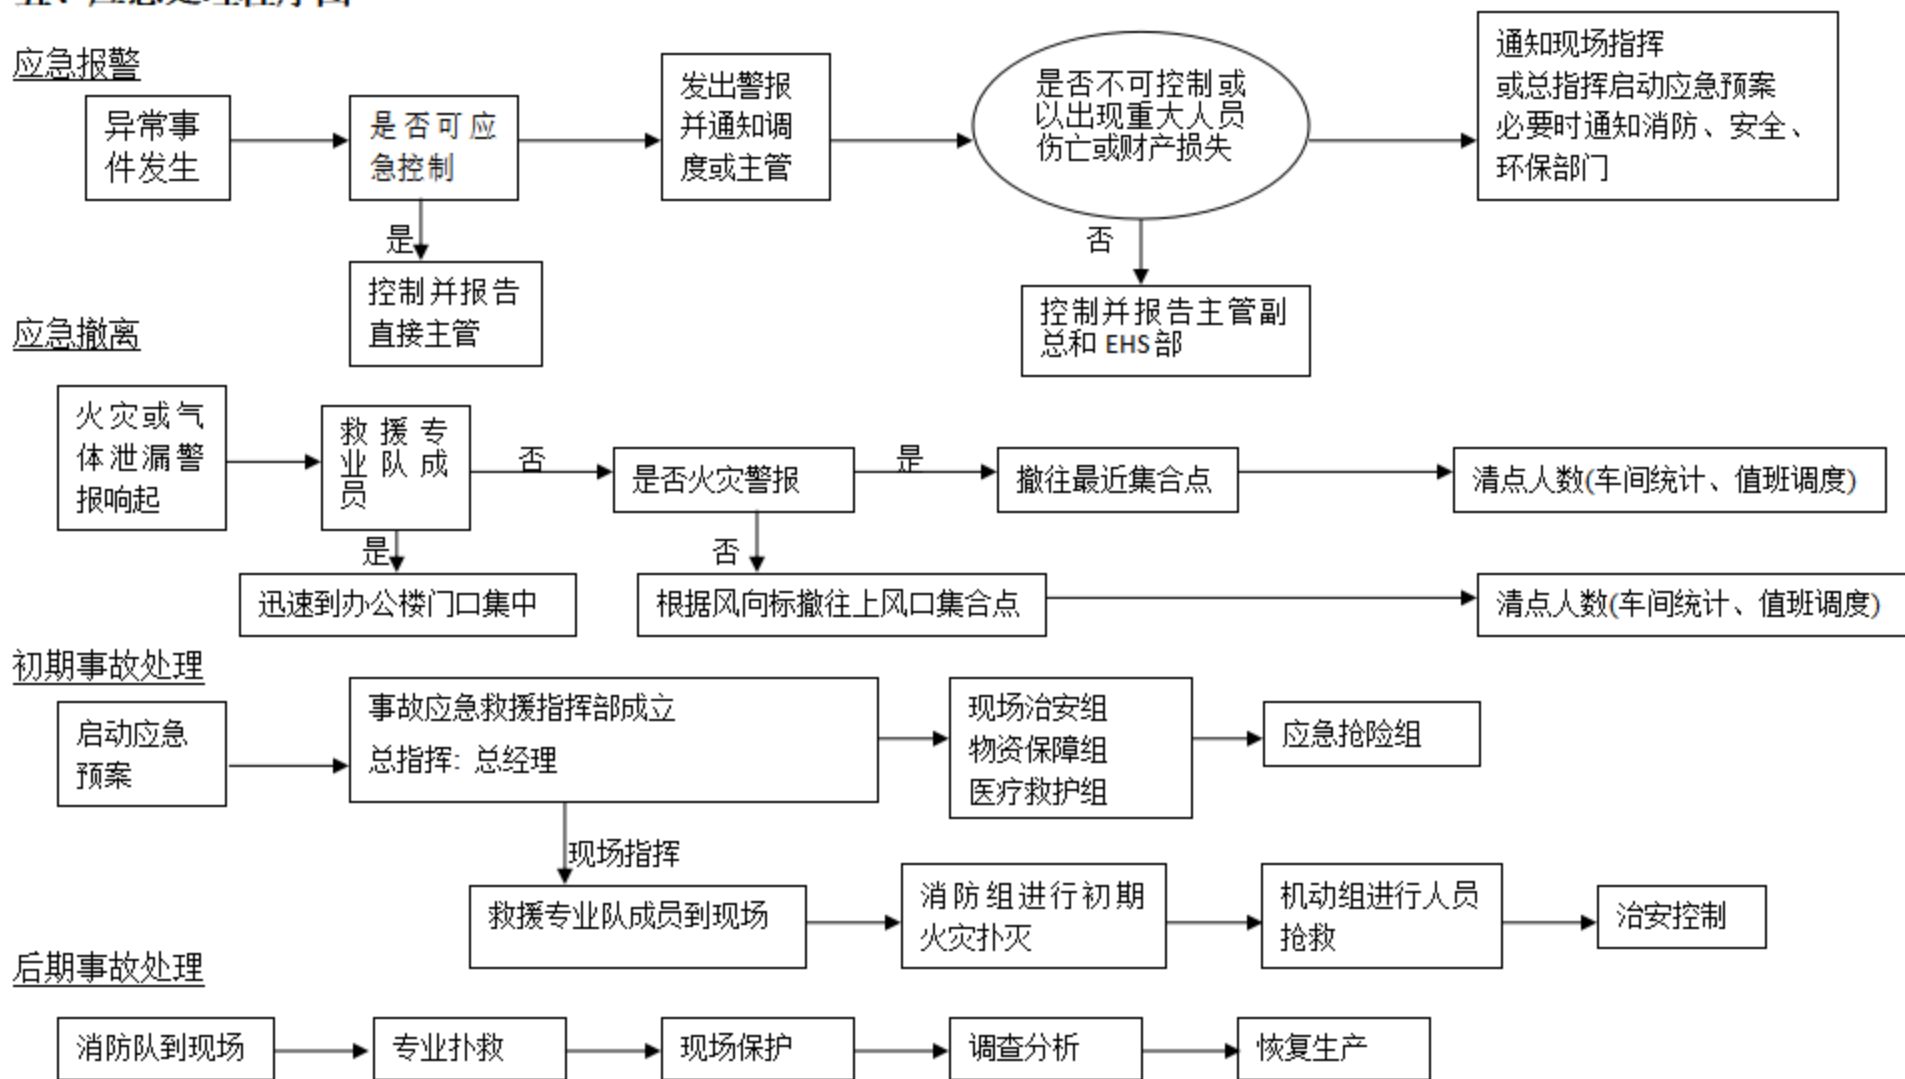 应急报警
异常事
件发生
是否可应
急控制
发出警报
并通知调
度或主管
是否不可控制或
以出现重大人员
伤亡或财产损失
通知现场指挥
或总指挥启动应急预案
必要时通知消防、安全、
环保部门
是
否
控制并报告
直接主管
控制并报告主管副
总和 EHS部
应急撤离
火灾或气
体泄漏警
报响起
救援专
业队成
员
否
是否火灾警报
是
撤往最近集合点
清点人数(车间统计、值班调度)
是
否
迅速到办公楼门口集中
根据风向标撤往上风口集合点
清点人数(车间统计、值班调度)
初期事故处理
启动应急
预案
事故应急救援指挥部成立
总指挥: 总经理
现场治安组
物资保障组
医疗救护组
应急抢险组
现场指挥
救援专业队成员到现场
消防组进行初期
火灾扑灭
机动组进行人员
抢救
治安控制
后期事故处理
消防队到现场
专业扑救
现场保护
调查分析
恢复生产